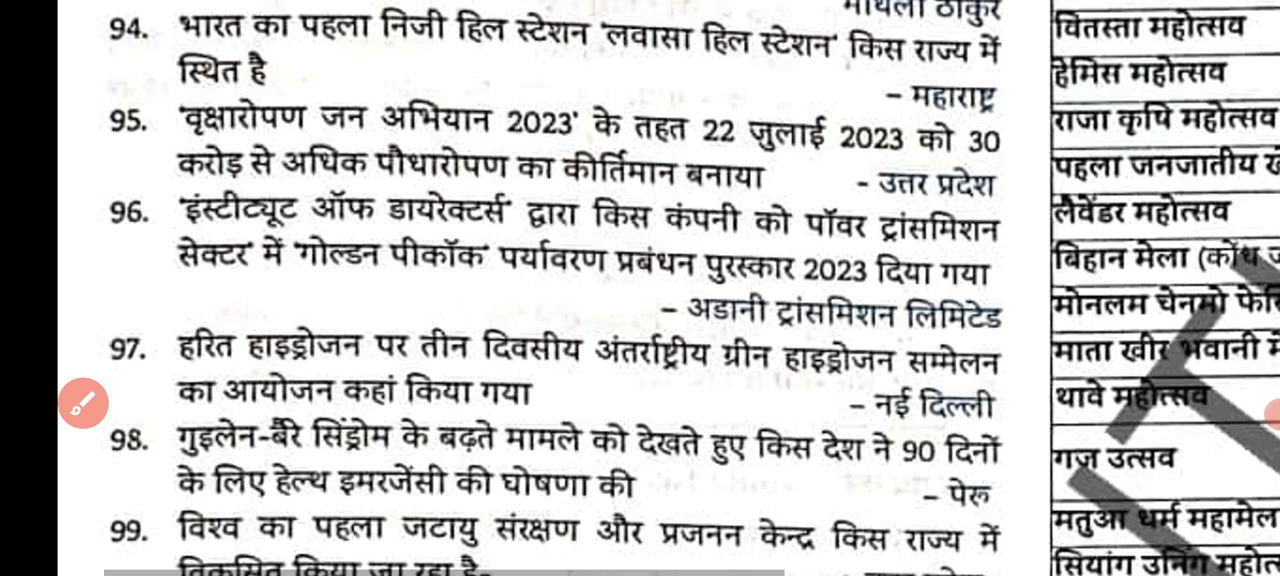 94. भारत का पहला निजी हिल स्टेशन 'लवासा हिल स्टेशन' किस राज्य में
स्थित है
– महाराष्ट्र
95. 'वृक्षारोपण जन अभियान 2023' के तहत 22 जुलाई 2023 को 30
करोड़ से अधिक पौधारोपण का कीर्तिमान बनाया – उत्तर प्रदेश
96. 'इंस्टीट्यूट ऑफ डायरेक्टर्स' द्वारा किस कंपनी को पॉवर ट्रांसमिशन
सेक्टर' में 'गोल्डन पीकॉक' पर्यावरण प्रबंधन पुरस्कार 2023 दिया गया
– अडानी ट्रांसमिशन लिमिटेड
97. हरित हाइड्रोजन पर तीन दिवसीय अंतर्राष्ट्रीय ग्रीन हाइड्रोजन सम्मेलन
का आयोजन कहां किया गया – नई दिल्ली
98. गुइलेन-बैरे सिंड्रोम के बढ़ते मामले को देखते हुए किस देश ने 90 दिनों
के लिए हेल्थ इमरजेंसी की घोषणा की – पेरू
99. विश्व का पहला जटायु संरक्षण और प्रजनन केन्द्र किस राज्य में
विकसित किया जा रहा है-
वितस्ता महोत्सव
हेमिस महोत्सव
राजा कृषि महोत्सव
पहला जनजातीय
लैवेंडर महोत्सव
बिहान मेला (कोंध
मोनलम चेनमो
माता खीर भवानी
थावे महोत्सव
गज उत्सव
मतुआ धर्म
सियांग उनिंग